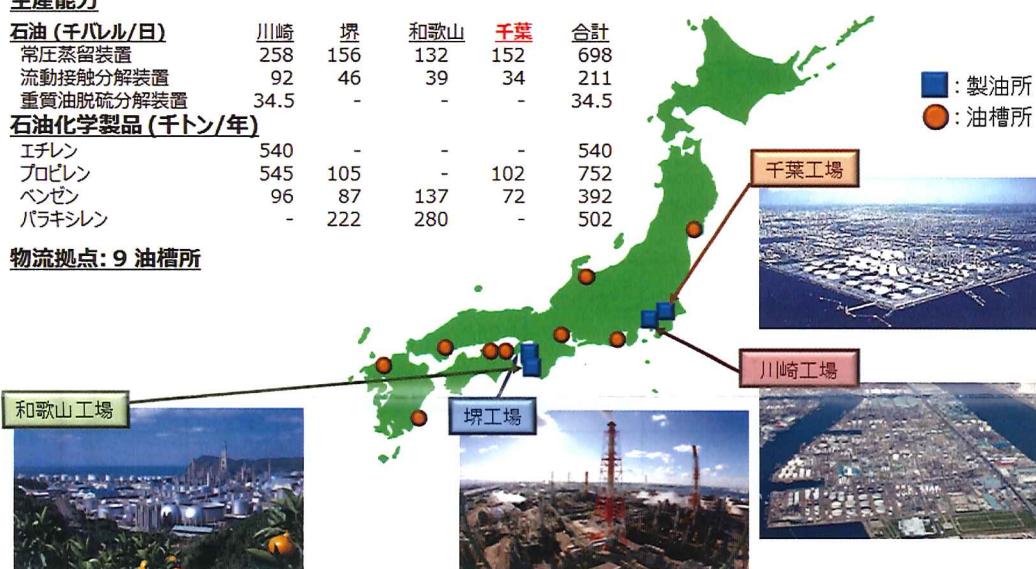 生産能力
石油 (千バレル/日) 川崎 堺 和歌山 千葉 合計
常圧蒸留装置 258 156 132 152 698
流動接触分解装置 92 46 39 34 211
重質油脱硫分解装置 34.5 - - - 34.5
石油化学製品 (千トン/年)
エチレン 540 - - - 540
プロピレン 545 105 - 102 752
ベンゼン 96 87 137 72 392
パラキシレン - 222 280 - 502
物流拠点: 9 油槽所
: 製油所
: 油槽所
千葉工場
川崎工場
和歌山工場
堺工場